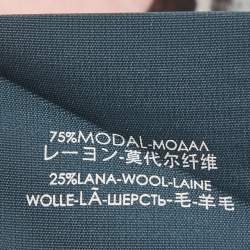 75%MODAL-МОДАЛ
レーヨン-莫代尔纤维
25%LANA-WOOL-LAINE
WOLLE-LĀ-ШЕРСТЬ-毛-羊毛